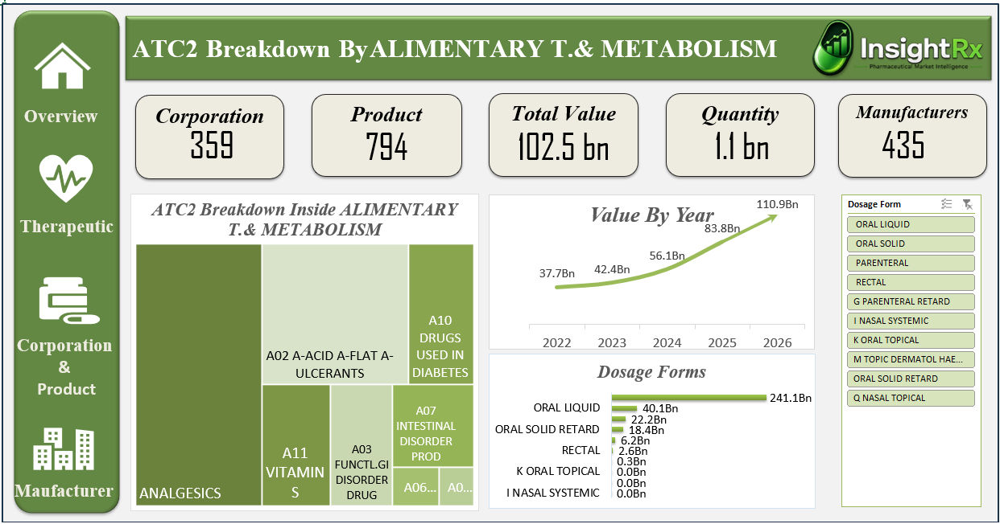 ATC2 Breakdown By ALIMENTARY T.& METABOLISM
InsightRx
Pharmaceutical Market Intelligence
Overview
Therapeutic
Corporation
&
Product
Maufacturer
Corporation
359
Product
794
Total Value
102.5 bn
Quantity
1.1 bn
Manufacturers
435
ATC2 Breakdown Inside ALIMENTARY
T.& METABOLISM
ANALGESICS
A02 A-ACID A-FLAT A-
ULCERANTS
A10
DRUGS
USED IN
DIABETES
A11
VITAMIN
S
A03
FUNCTL.GI
DISORDER
DRUG
A07
INTESTINAL
DISORDER
PROD
A06...
A0...
Value By Year
37.7Bn
42.4Bn
56.1Bn
83.8Bn
110.9Bn
2022 2023 2024 2025 2026
Dosage Forms
241.1Bn
ORAL LIQUID 40.1Bn
22.2Bn
ORAL SOLID RETARD 18.4Bn
6.2Bn
RECTAL 2.6Bn
0.3Bn
K ORAL TOPICAL 0.0Bn
0.0Bn
I NASAL SYSTEMIC 0.0Bn
Dosage Form
ORAL LIQUID
ORAL SOLID
PARENTERAL
RECTAL
G PARENTERAL RETARD
I NASAL SYSTEMIC
K ORAL TOPICAL
M TOPIC DERMATOL HAE...
ORAL SOLID RETARD
Q NASAL TOPICAL